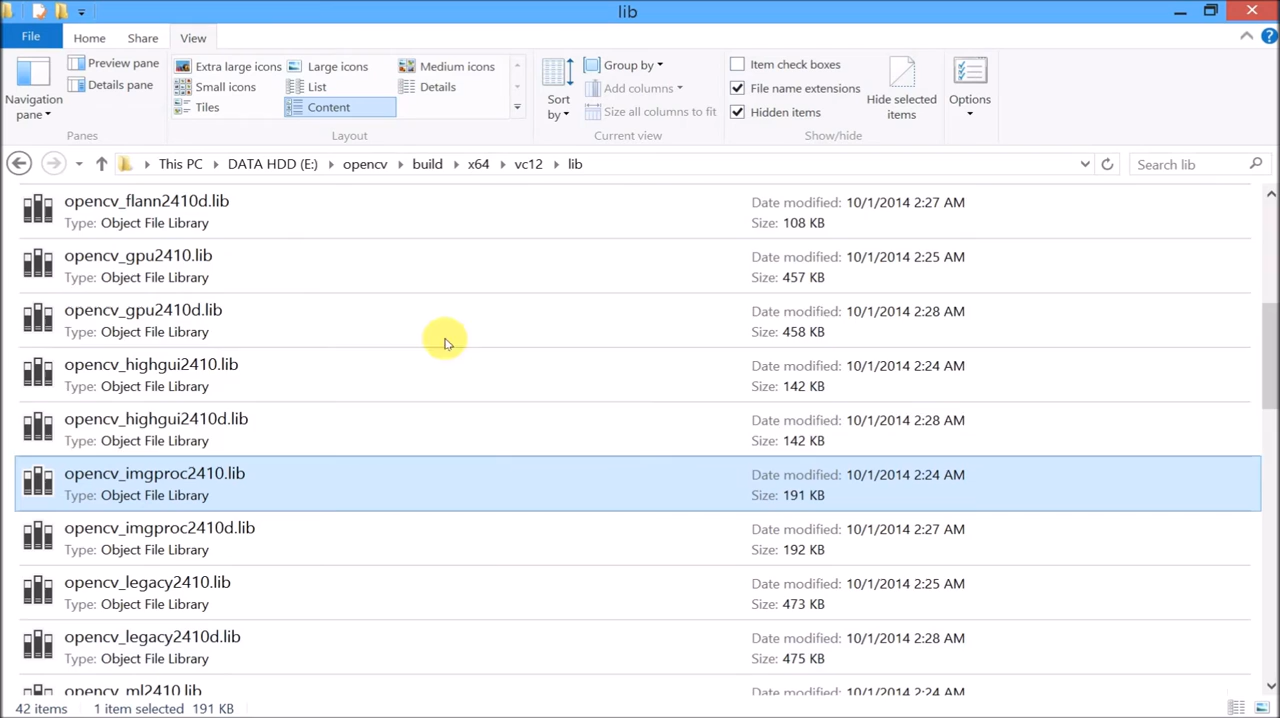 lib
File Home Share View
Navigation pane
Preview pane
Details pane
Panes
Extra large icons Large icons Medium icons
Small icons List Details
Tiles Content
Layout
Sort by
Group by
Add columns
Size all columns to fit
Current view
Item check boxes
File name extensions
Hidden items
Hide selected items
Show/hide
Options
This PC DATA HDD (E:) opencv build x64 vc12 lib
Search lib
opencv_flann2410d.lib Date modified: 10/1/2014 2:27 AM
Type: Object File Library Size: 108 KB
opencv_gpu2410.lib Date modified: 10/1/2014 2:25 AM
Type: Object File Library Size: 457 KB
opencv_gpu2410d.lib Date modified: 10/1/2014 2:28 AM
Type: Object File Library Size: 458 KB
opencv_highgui2410.lib Date modified: 10/1/2014 2:24 AM
Type: Object File Library Size: 142 KB
opencv_highgui2410d.lib Date modified: 10/1/2014 2:28 AM
Type: Object File Library Size: 142 KB
opencv_imgproc2410.lib Date modified: 10/1/2014 2:24 AM
Type: Object File Library Size: 191 KB
opencv_imgproc2410d.lib Date modified: 10/1/2014 2:27 AM
Type: Object File Library Size: 192 KB
opencv_legacy2410.lib Date modified: 10/1/2014 2:25 AM
Type: Object File Library Size: 473 KB
opencv_legacy2410d.lib Date modified: 10/1/2014 2:28 AM
Type: Object File Library Size: 475 KB
opencv_ml2410.lib Date modified: 10/1/2014 2:24 AM
42 items 1 item selected 191 KB